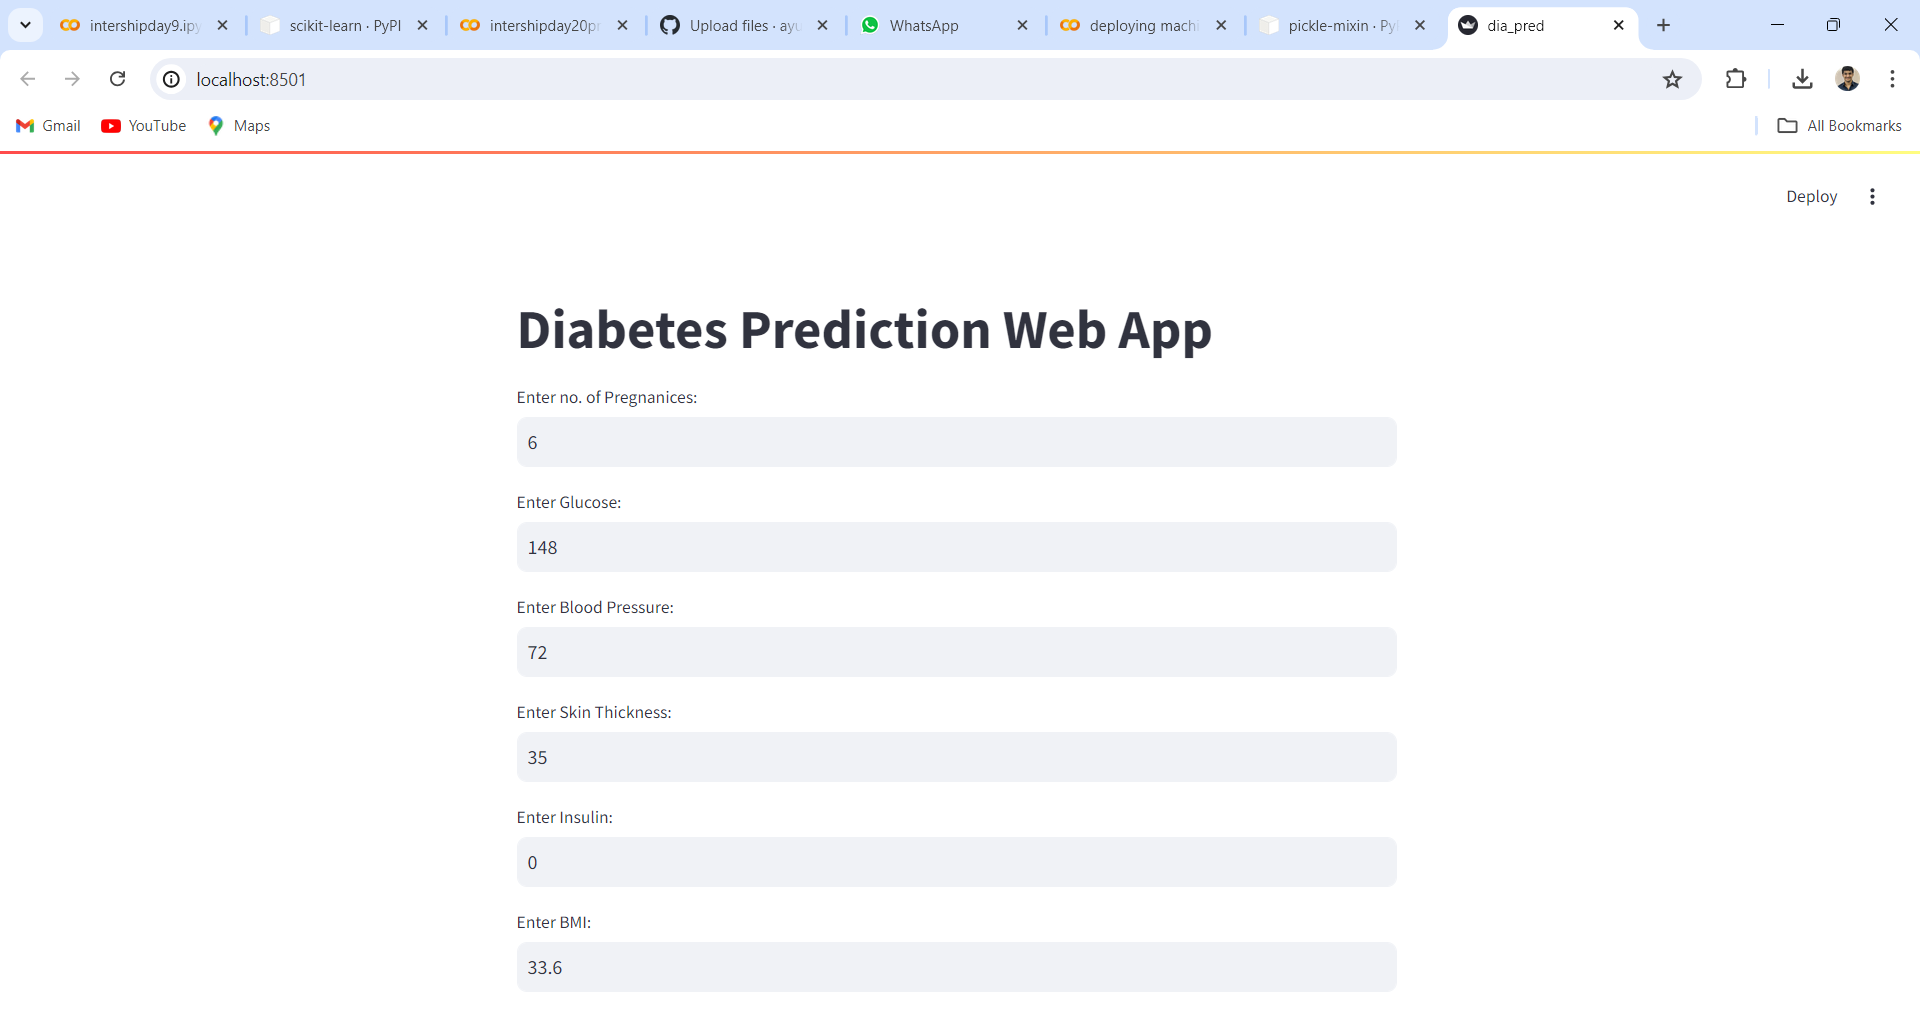 intershipday9.ipy
scikit-learn · PyPI
intershipday20pr
Upload files · ayu
WhatsApp
deploying machi
pickle-mixin · Py
dia_pred
localhost:8501
Gmail
YouTube
Maps
All Bookmarks
Deploy
Diabetes Prediction Web App
Enter no. of Pregnanices:
6
Enter Glucose:
148
Enter Blood Pressure:
72
Enter Skin Thickness:
35
Enter Insulin:
0
Enter BMI:
33.6